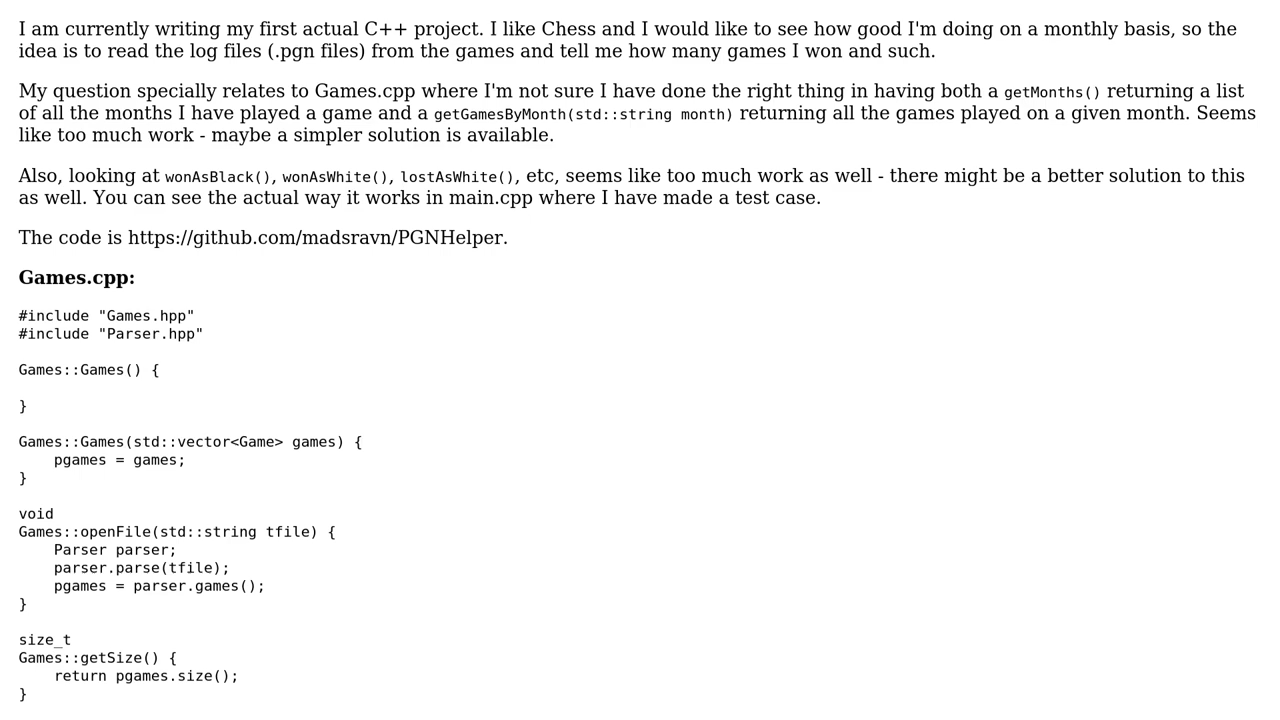 I am currently writing my first actual C++ project. I like Chess and I would like to see how good I'm doing on a monthly basis, so the
idea is to read the log files (.pgn files) from the games and tell me how many games I won and such.
My question specially relates to Games.cpp where I'm not sure I have done the right thing in having both a getMonths() returning a list
of all the months I have played a game and a getGamesByMonth(std::string month) returning all the games played on a given month. Seems
like too much work - maybe a simpler solution is available.
Also, looking at wonAsBlack(), wonAsWhite(), lostAsWhite(), etc, seems like too much work as well - there might be a better solution to this
as well. You can see the actual way it works in main.cpp where I have made a test case.
The code is https://github.com/madsravn/PGNHelper.
Games.cpp:
#include "Games.hpp"
#include "Parser.hpp"
Games::Games() {
}
Games::Games(std::vector<Game> games) {
    pgames = games;
}
void
Games::openFile(std::string tfile) {
    Parser parser;
    parser.parse(tfile);
    pgames = parser.games();
}
size_t
Games::getSize() {
    return pgames.size();
}